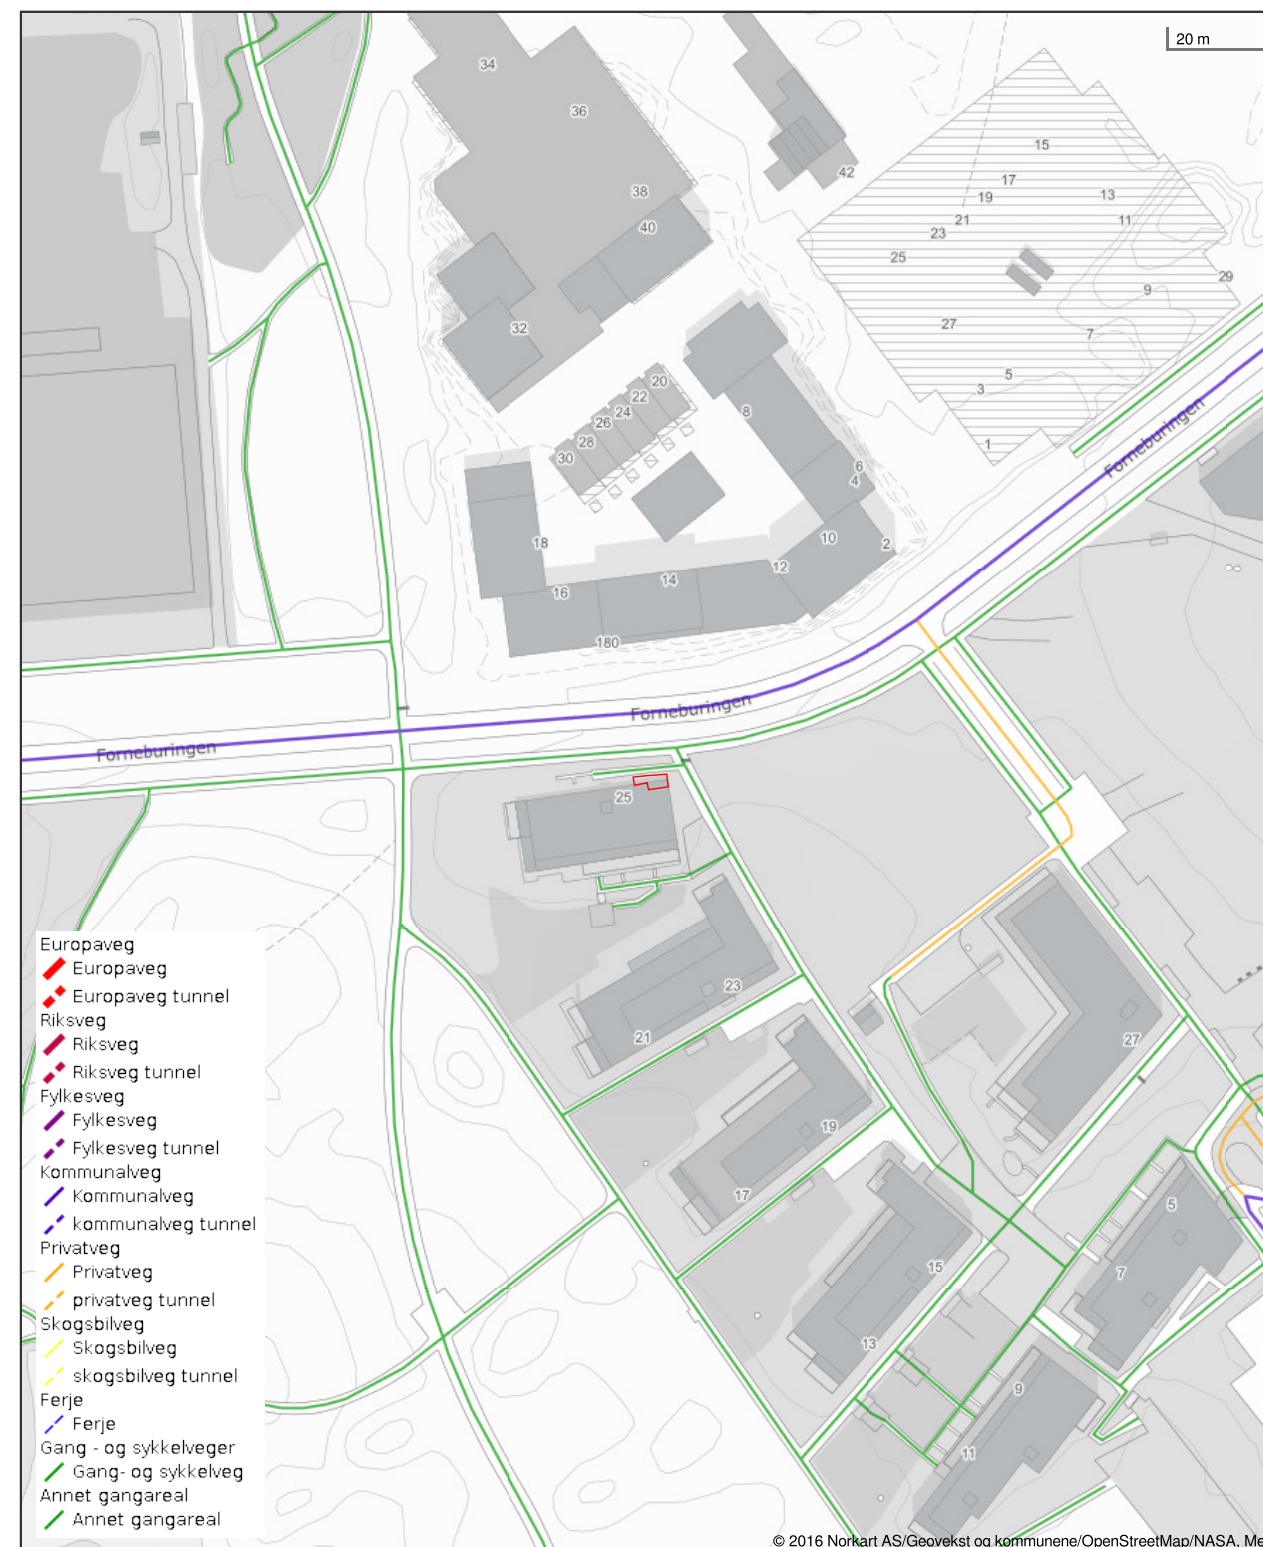 20 m
34
36
15
42
17
38
19
13
40
21
11
23
25
29
9
32
27
7
5
20
3
22
24
8
26
28
1
30
Forneburingen
6
4
18
10
2
12
14
16
180
Forneburingen
Forneburingen
25
23
21
27
19
17
5
15
7
13
9
11
Europaveg
Europaveg
Europaveg tunnel
Riksveg
Riksveg
Riksveg tunnel
Fylkesveg
Fylkesveg
Fylkesveg tunnel
Kommunalveg
Kommunalveg
kommunalveg tunnel
Privatveg
Privatveg
privatveg tunnel
Skogsbilveg
Skogsbilveg
skogsbilveg tunnel
Ferje
Ferje
Gang - og sykkelveger
Gang- og sykkelveg
Annet gangareal
Annet gangareal
© 2016 Norkart AS/Geovekst og kommunene/OpenStreetMap/NASA, Me